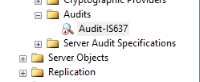 Cryptographic Providers
Audits
Audit-IS637
Server Audit Specifications
Server Objects
Replication